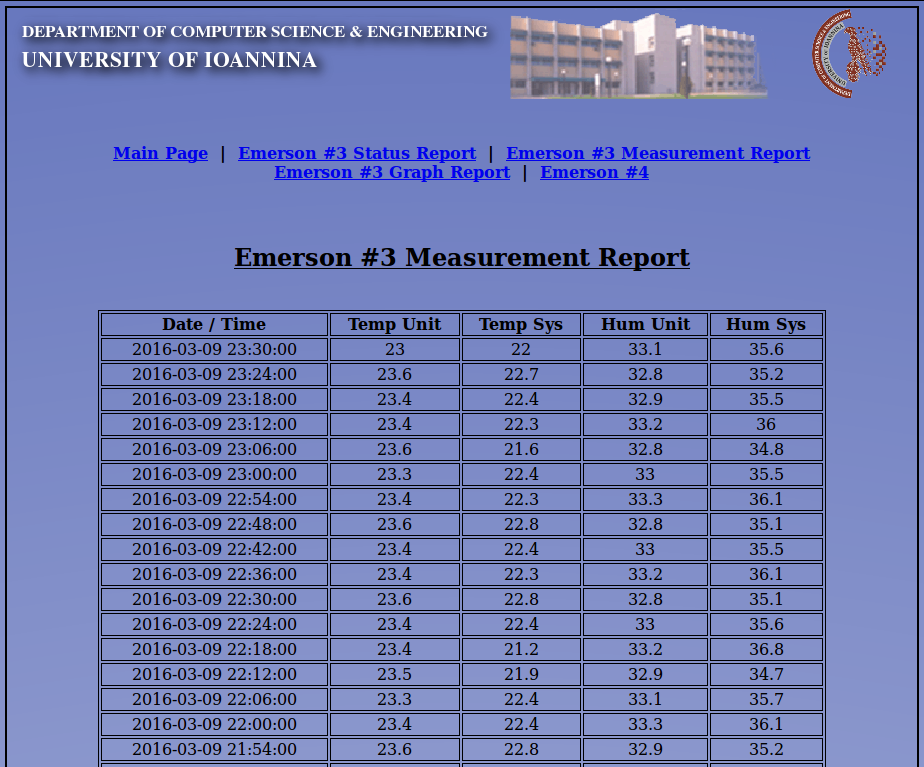 DEPARTMENT OF COMPUTER SCIENCE & ENGINEERING
UNIVERSITY OF IOANNINA
Main Page | Emerson #3 Status Report | Emerson #3 Measurement Report
Emerson #3 Graph Report | Emerson #4
Emerson #3 Measurement Report
Date / Time Temp Unit Temp Sys Hum Unit Hum Sys
2016-03-09 23:30:00 23 22 33.1 35.6
2016-03-09 23:24:00 23.6 22.7 32.8 35.2
2016-03-09 23:18:00 23.4 22.4 32.9 35.5
2016-03-09 23:12:00 23.4 22.3 33.2 36
2016-03-09 23:06:00 23.6 21.6 32.8 34.8
2016-03-09 23:00:00 23.3 22.4 33 35.5
2016-03-09 22:54:00 23.4 22.3 33.3 36.1
2016-03-09 22:48:00 23.6 22.8 32.8 35.1
2016-03-09 22:42:00 23.4 22.4 33 35.5
2016-03-09 22:36:00 23.4 22.3 33.2 36.1
2016-03-09 22:30:00 23.6 22.8 32.8 35.1
2016-03-09 22:24:00 23.4 22.4 33 35.6
2016-03-09 22:18:00 23.4 21.2 33.2 36.8
2016-03-09 22:12:00 23.5 21.9 32.9 34.7
2016-03-09 22:06:00 23.3 22.4 33.1 35.7
2016-03-09 22:00:00 23.4 22.4 33.3 36.1
2016-03-09 21:54:00 23.6 22.8 32.9 35.2